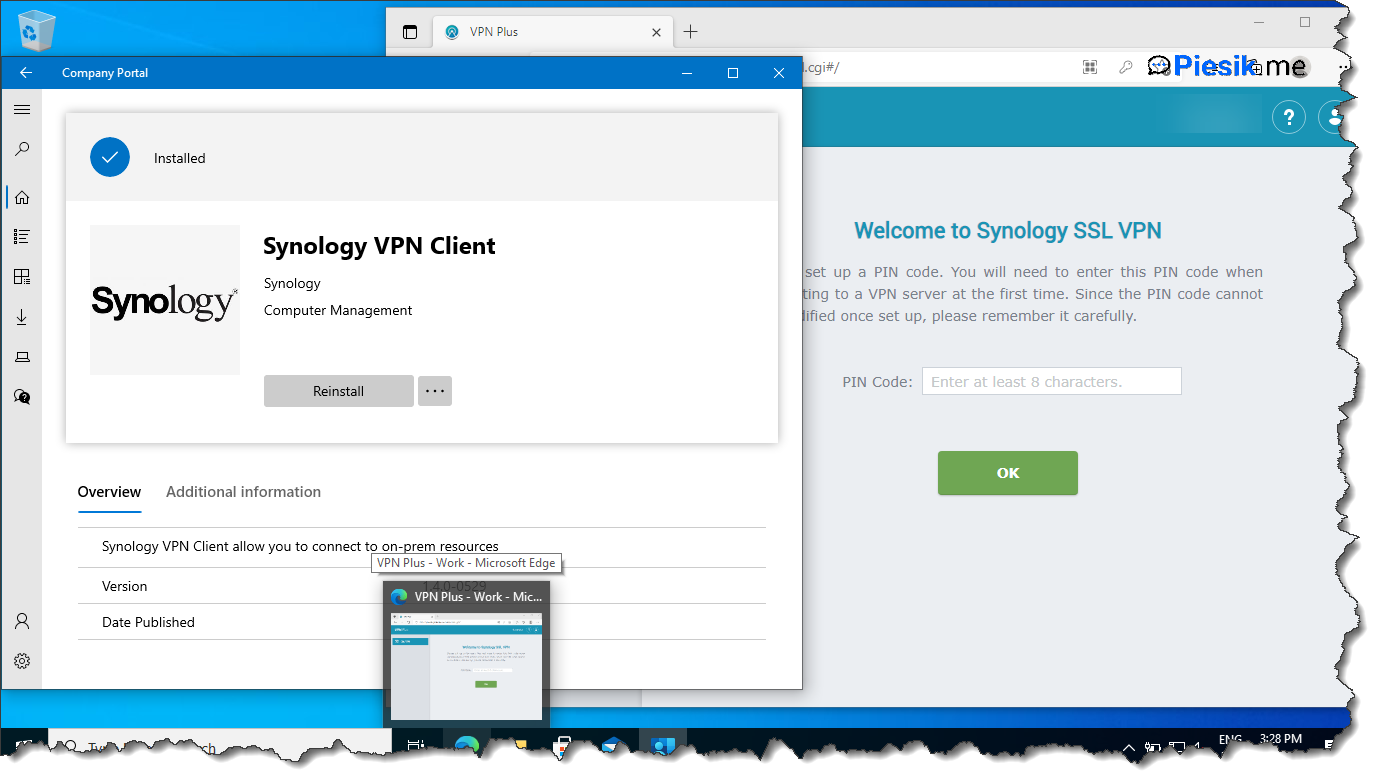 VPN Plus
Company Portal
d.cgi#/
Piesik.me
?
Installed
Synology VPN Client
Synology
Synology®
Computer Management
Reinstall
Overview
Additional information
Synology VPN Client allow you to connect to on-prem resources
Version
1.4.0-0529
Date Published
Welcome to Synology SSL VPN
set up a PIN code. You will need to enter this PIN code when
ting to a VPN server at the first time. Since the PIN code cannot
dified once set up, please remember it carefully.
PIN Code:
Enter at least 8 characters.
OK
VPN Plus - Work - Microsoft Edge
VPN Plus - Work - Mic...
Welcome to Synology SSL VPN
ENG
3:28 PM